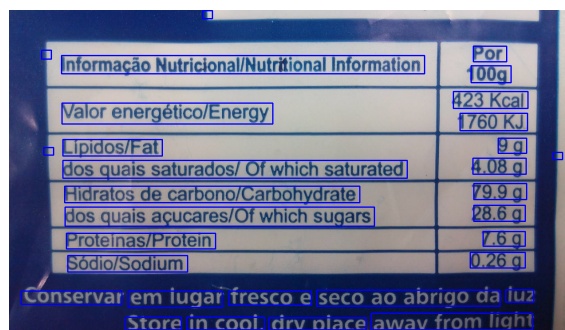 Informação Nutricional/Nutritional Information
Por
100g
Valor energético/Energy
423 Kcal
1760 KJ
Lípidos/Fat 9 g
dos quais saturados/ Of which saturated 4.08 g
Hidratos de carbono/Carbohydrate 79.9 g
dos quais açucares/Of which sugars 28.6 g
Proteínas/Protein 7.6 g
Sódio/Sodium 0.26 g
Conservar em lugar fresco e seco ao abrigo da luz
Store in cool, dry place away from light